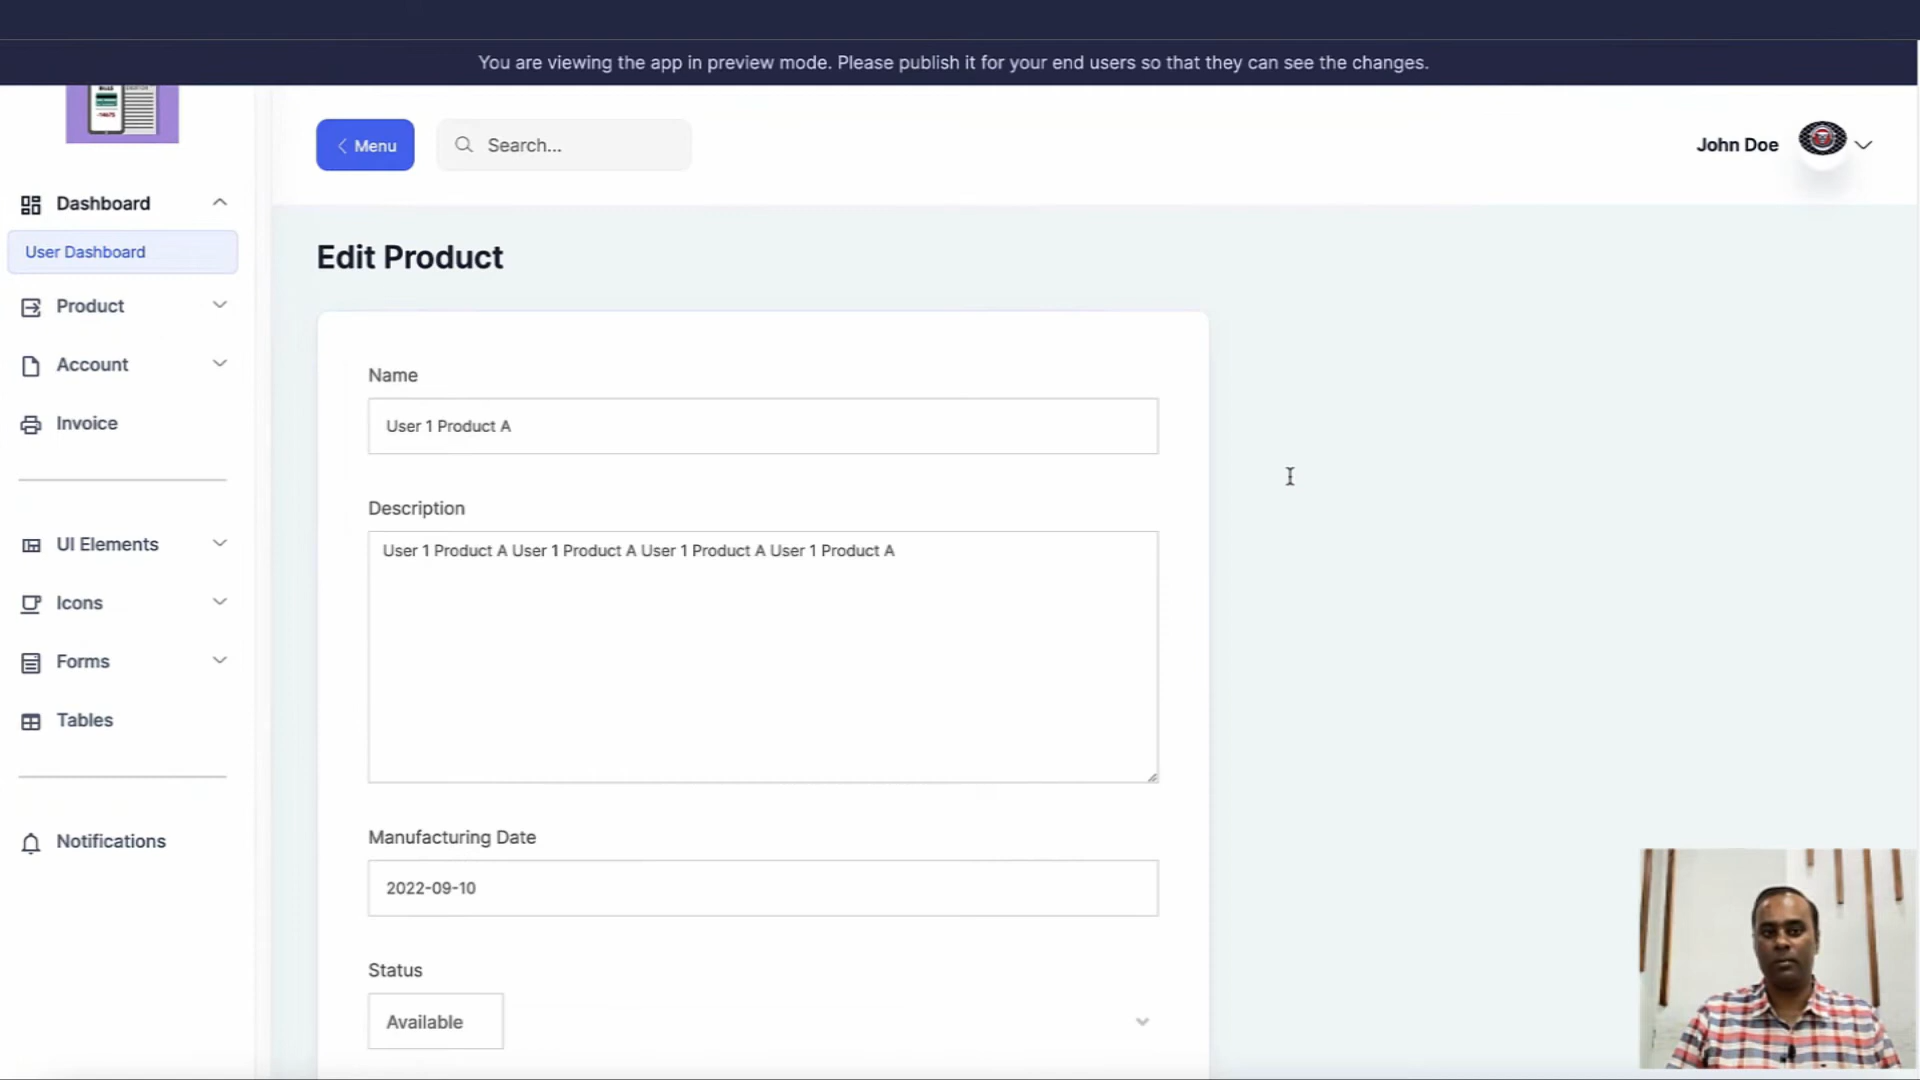 You are viewing the app in preview mode. Please publish it for your end users so that they can see the changes.
Menu
Search...
John Doe
Dashboard
User Dashboard
Product
Account
Invoice
UI Elements
Icons
Forms
Tables
Notifications
Edit Product
Name
User 1 Product A
Description
User 1 Product A User 1 Product A User 1 Product A User 1 Product A
Manufacturing Date
2022-09-10
Status
Available